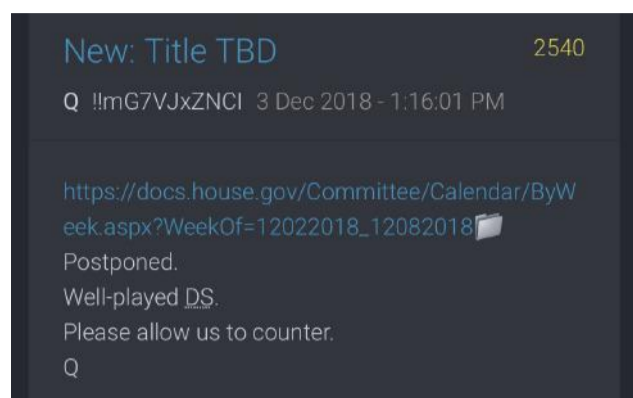 New: Title TBD 2540
Q !!mG7VJxZNCI 3 Dec 2018 - 1:16:01 PM
https://docs.house.gov/Committee/Calendar/ByW
eek.aspx?WeekOf=12022018_12082018
Postponed.
Well-played DS.
Please allow us to counter.
Q